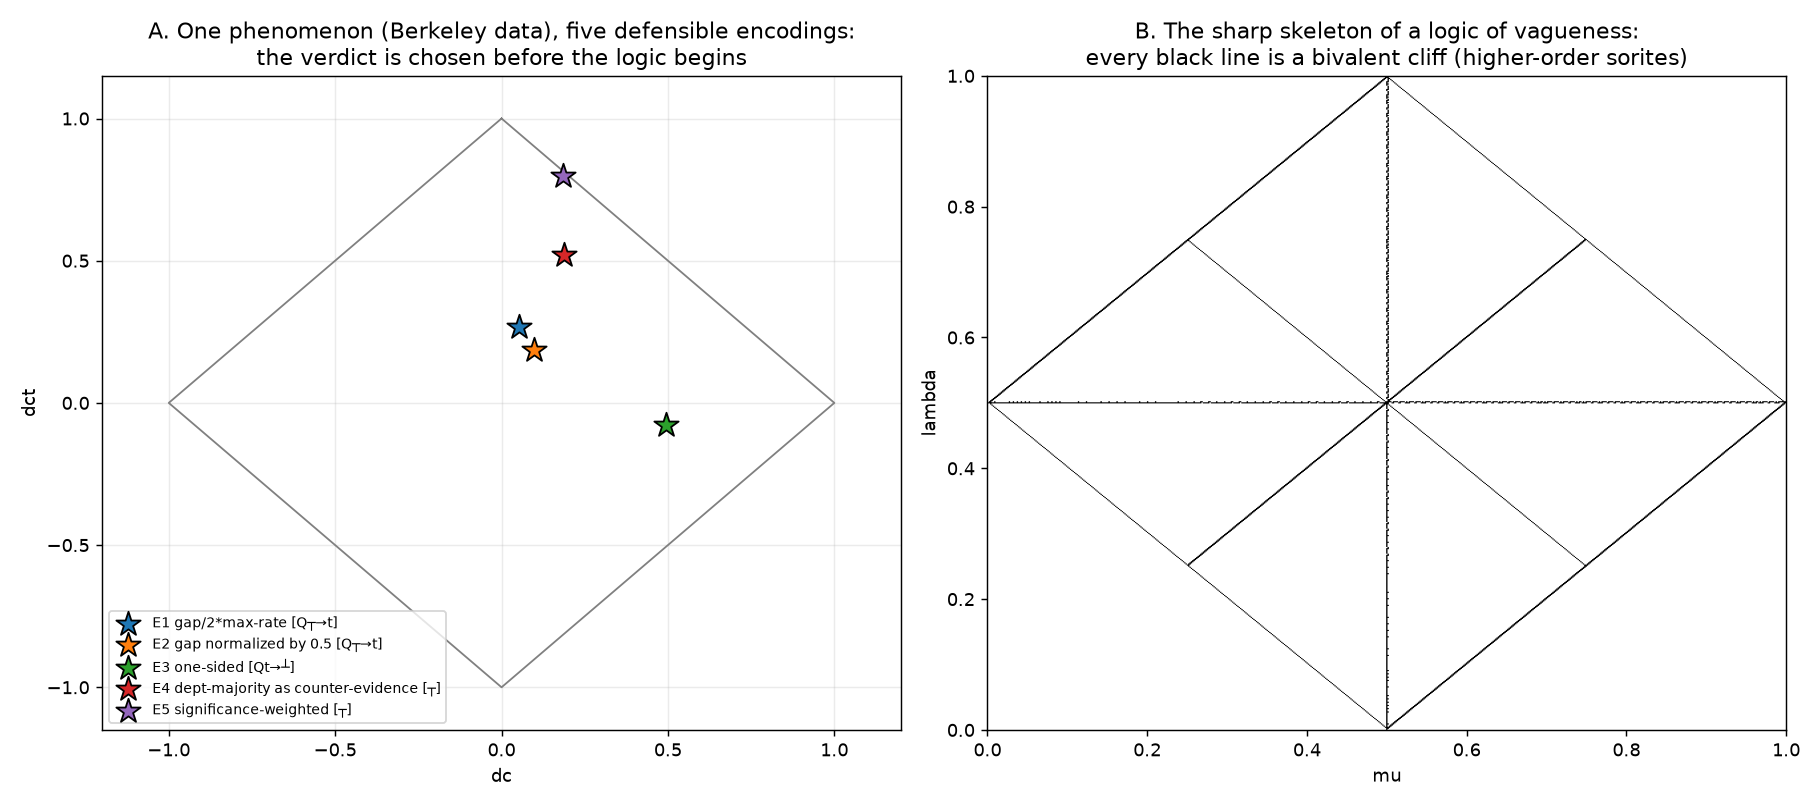 A. One phenomenon (Berkeley data), five defensible encodings:
the verdict is chosen before the logic begins
1.0
0.5
0.0
−0.5
−1.0
dct
−1.0
−0.5
0.0
0.5
1.0
dc
E1 gap/2*max-rate [Q┬→t]
E2 gap normalized by 0.5 [Q┬→t]
E3 one-sided [Qt→┴]
E4 dept-majority as counter-evidence [┬]
E5 significance-weighted [┬]
B. The sharp skeleton of a logic of vagueness:
every black line is a bivalent cliff (higher-order sorites)
1.0
0.8
0.6
0.4
0.2
0.0
lambda
0.0
0.2
0.4
0.6
0.8
1.0
mu